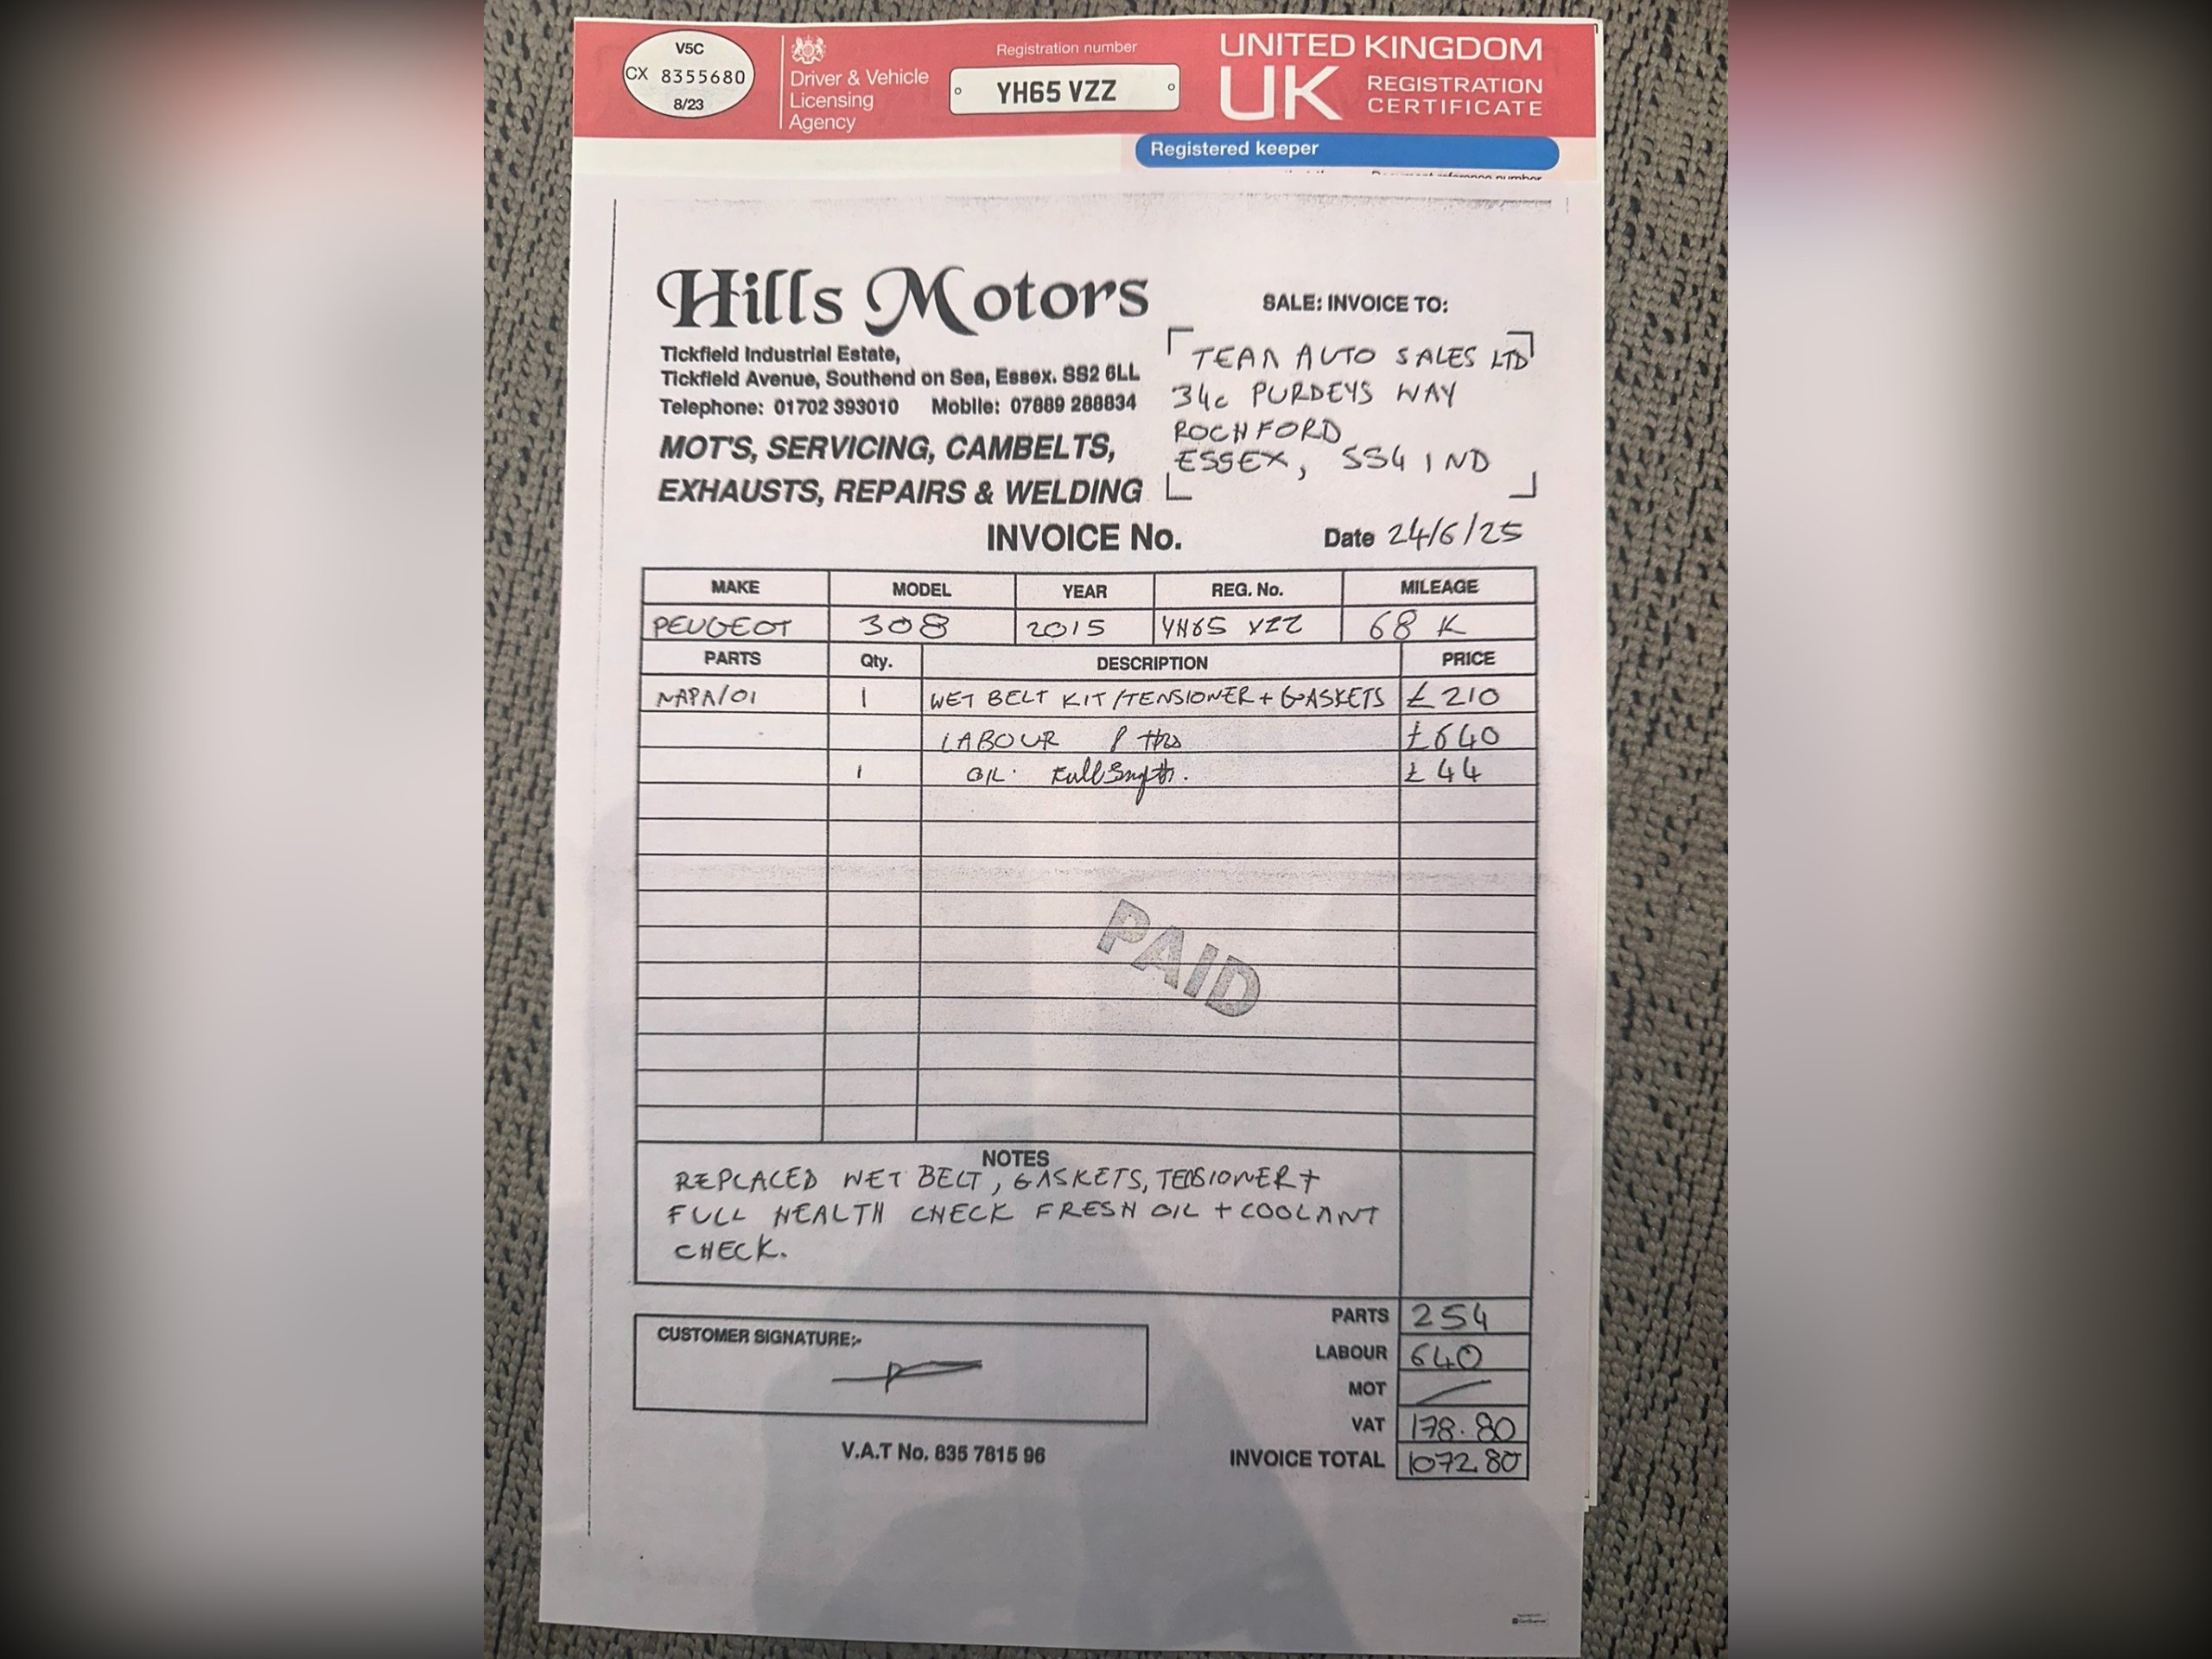 V5C
CX 8355680
8/23
Driver & Vehicle
Licensing
Agency
Registration number
YH65 VZZ
UNITED KINGDOM
UK REGISTRATION
CERTIFICATE
Registered keeper
Hills Motors
Tickfield Industrial Estate,
Tickfield Avenue, Southend on Sea, Essex. SS2 6LL
Telephone: 01702 393010 Mobile: 07889 288834
MOT'S, SERVICING, CAMBELTS,
EXHAUSTS, REPAIRS & WELDING
SALE: INVOICE TO:
TEAM AUTO SALES LTD
34c PURDEYS WAY
ROCHFORD
ESSEX, SS4 1ND
INVOICE No. Date 24/6/25
MAKE MODEL YEAR REG. No. MILEAGE
PEUGEOT 308 2015 YH65 VZZ 68 K
PARTS Qty. DESCRIPTION PRICE
NAPA/01 1 WET BELT KIT/TENSIONER + GASKETS £210
LABOUR 8 Hrs £640
1 OIL. £44
PAID
NOTES
REPLACED WET BELT, GASKETS, TENSIONER +
FULL HEALTH CHECK FRESH OIL + COOLANT
CHECK.
PARTS 254
LABOUR 640
MOT
VAT 178.80
INVOICE TOTAL 1072.80
CUSTOMER SIGNATURE:-
V.A.T No. 835 7815 96